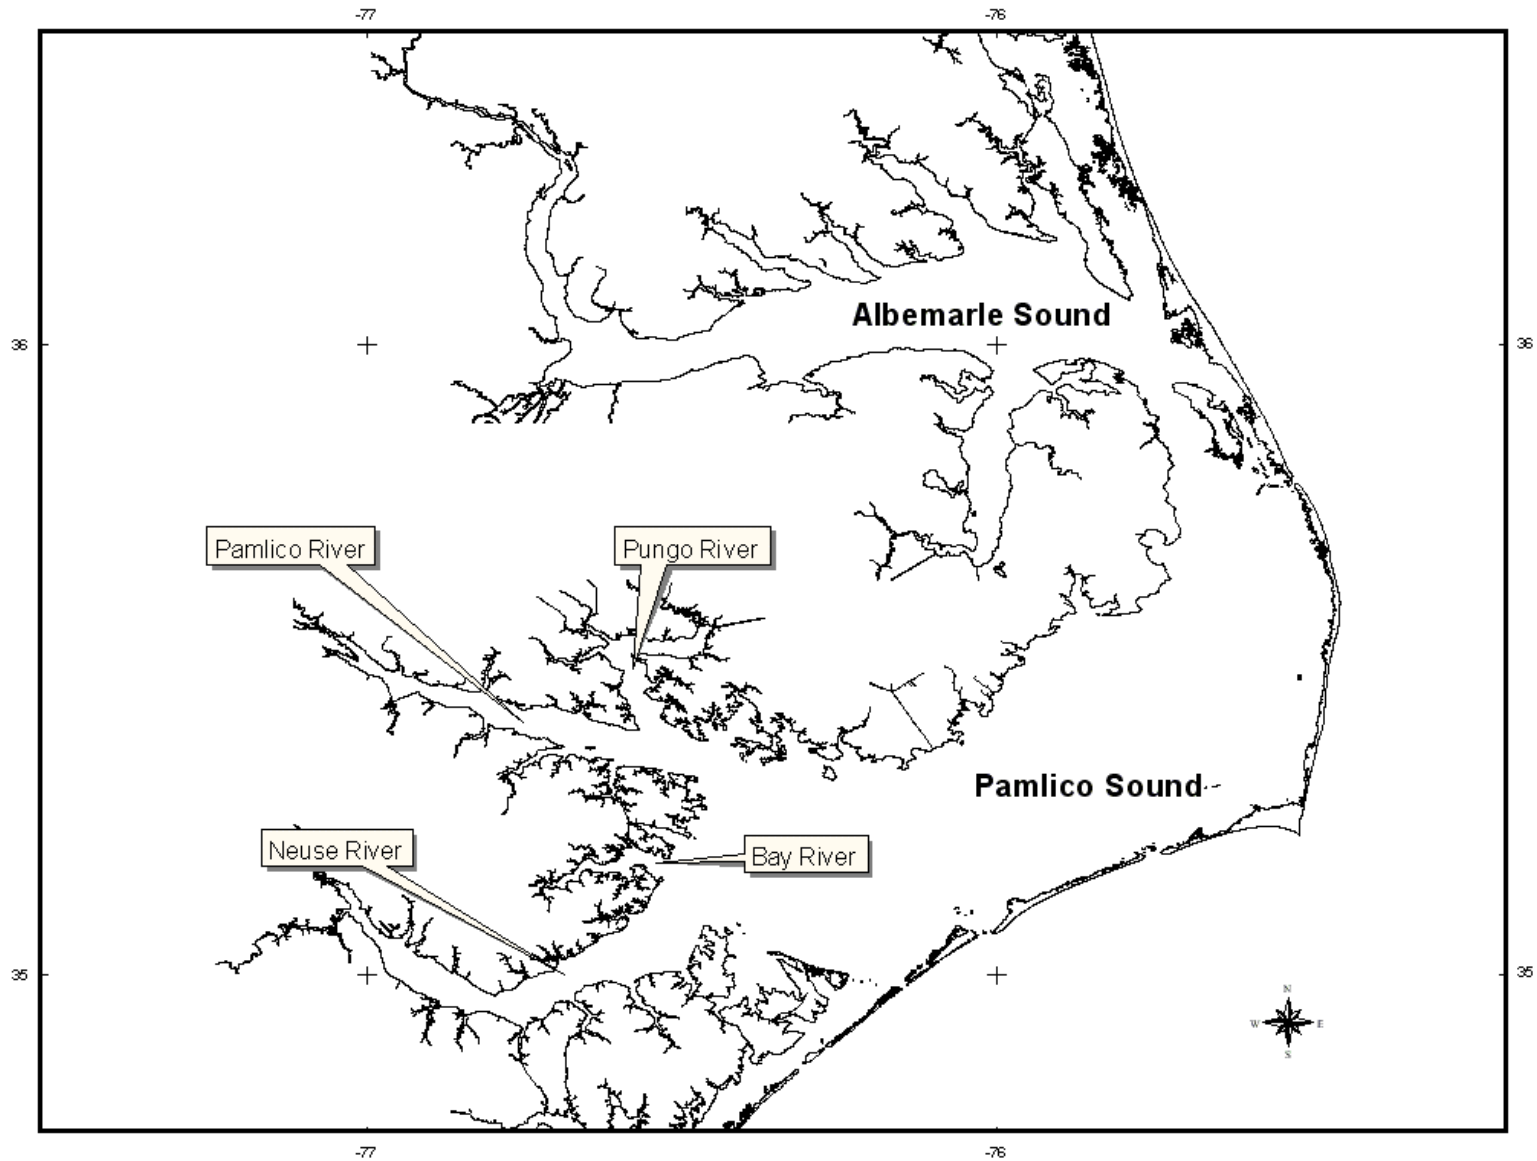 -77 -76
Albemarle Sound
36 36
Pamlico River
Pungo River
Pamlico Sound
Neuse River
Bay River
35 35
N
W E
S
-77 -76